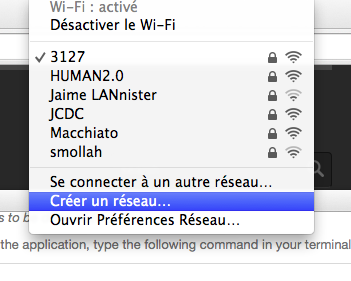 Wi-Fi : activé
Désactiver le Wi-Fi
✓ 3127
HUMAN2.0
Jaime LANnister
JCDC
Macchiato
smollah
Se connecter à un autre réseau...
Créer un réseau...
Ouvrir Préférences Réseau...
s to b
the application, type the following command in your terminal